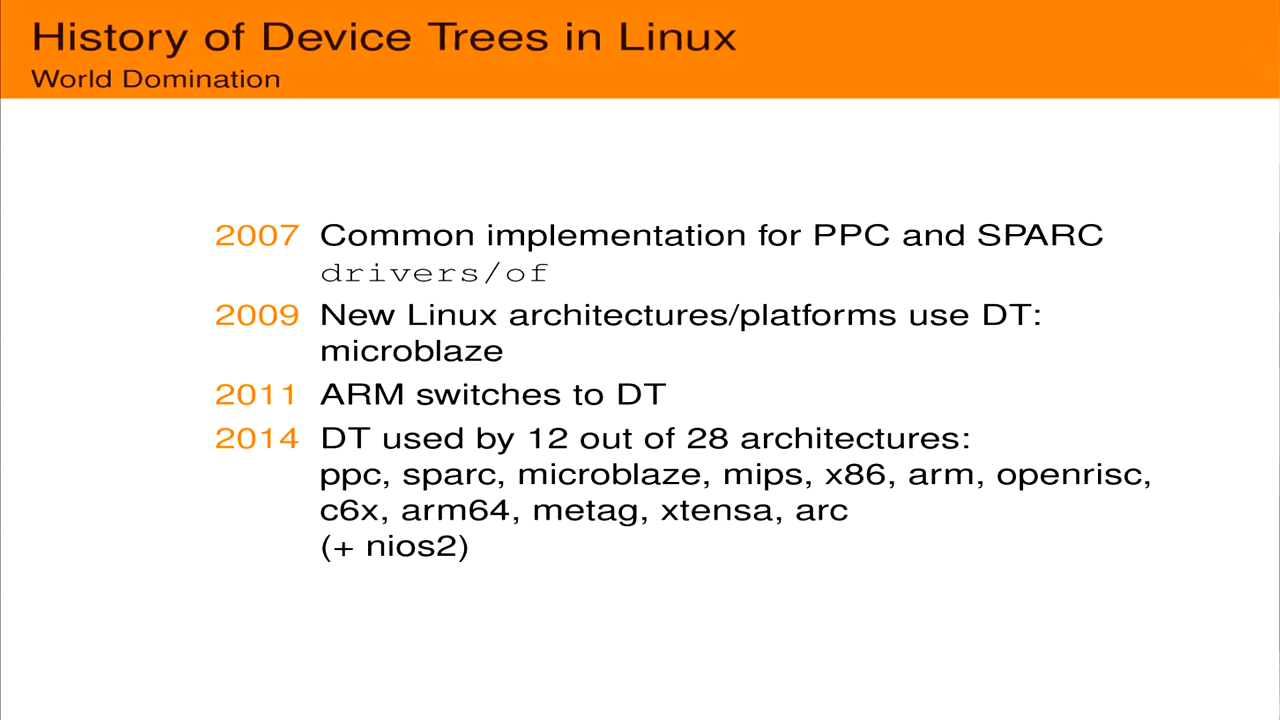 History of Device Trees in Linux
World Domination
2007 Common implementation for PPC and SPARC
drivers/of
2009 New Linux architectures/platforms use DT:
microblaze
2011 ARM switches to DT
2014 DT used by 12 out of 28 architectures:
ppc, sparc, microblaze, mips, x86, arm, openrisc,
c6x, arm64, metag, xtensa, arc
(+ nios2)